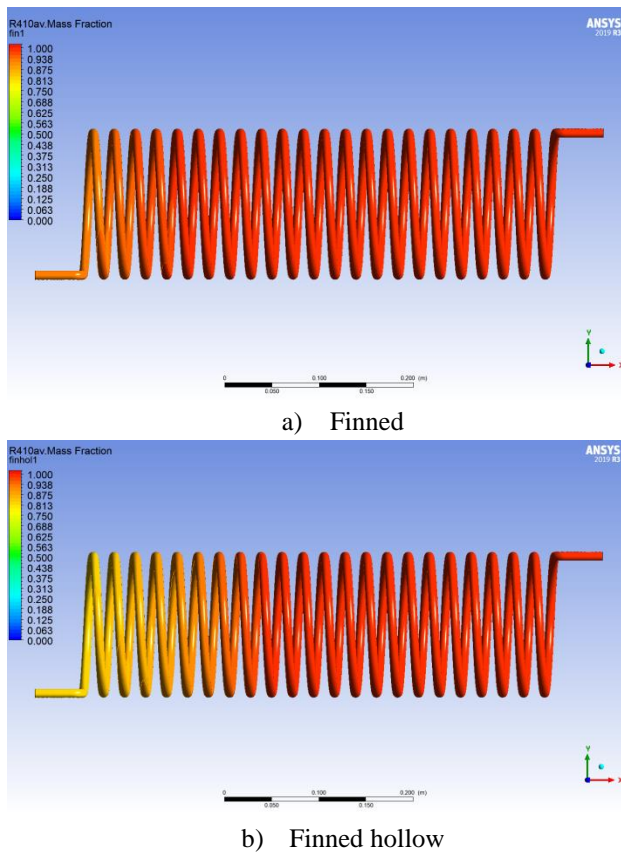 R410av.Mass Fraction
fin1
ANSYS
2019 R3
1.000
0.938
0.875
0.813
0.750
0.688
0.625
0.563
0.500
0.438
0.375
0.313
0.250
0.188
0.125
0.063
0.000
Y
X
0 0.100 0.200 (m)
0.050 0.150
a) Finned
R410av.Mass Fraction
finhol1
ANSYS
2019 R3
1.000
0.938
0.875
0.813
0.750
0.688
0.625
0.563
0.500
0.438
0.375
0.313
0.250
0.188
0.125
0.063
0.000
Y
X
0 0.100 0.200 (m)
0.050 0.150
b) Finned hollow